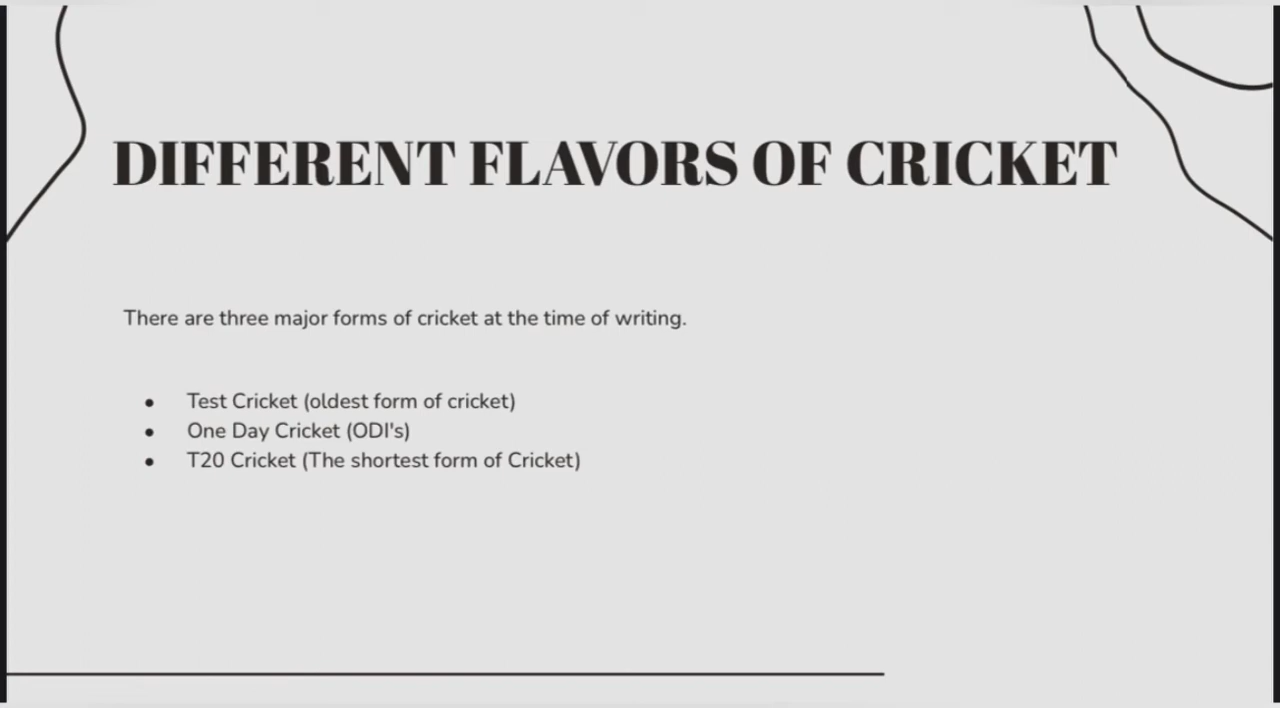 DIFFERENT FLAVORS OF CRICKET
There are three major forms of cricket at the time of writing.
• Test Cricket (oldest form of cricket)
• One Day Cricket (ODI's)
• T20 Cricket (The shortest form of Cricket)